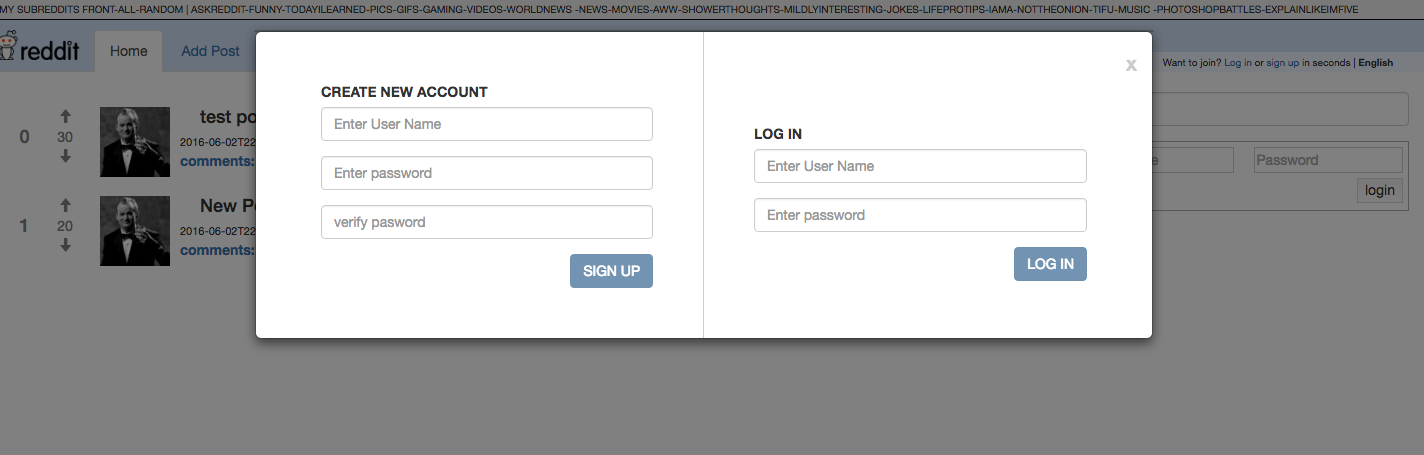 MY SUBREDDITS FRONT-ALL-RANDOM | ASKREDDIT-FUNNY-TODAYILEARNED-PICS-GIFS-GAMING-VIDEOS-WORLDNEWS -NEWS-MOVIES-AWW-SHOWERTHOUGHTS-MILDLYINTERESTING-JOKES-LIFEPROTIPS-IAMA-NOTTHEONION-TIFU-MUSIC -PHOTOSHOPBATTLES-EXPLAINLIKEIMFIVE
reddit Home Add Post
Want to join? Log in or sign up in seconds | English
x
CREATE NEW ACCOUNT
Enter User Name
Enter password
verify pasword
SIGN UP
LOG IN
Enter User Name
Enter password
LOG IN
0
30
test po
2016-06-02T22
comments:
1
20
New P
2016-06-02T22
comments:
e
Password
login